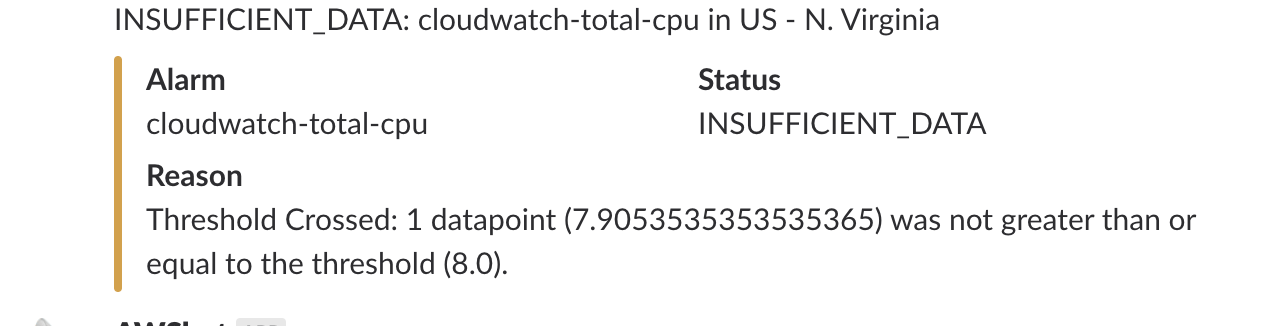 INSUFFICIENT_DATA: cloudwatch-total-cpu in US - N. Virginia
Alarm
Status
cloudwatch-total-cpu
INSUFFICIENT_DATA
Reason
Threshold Crossed: 1 datapoint (7.9053535353535365) was not greater than or
equal to the threshold (8.0).